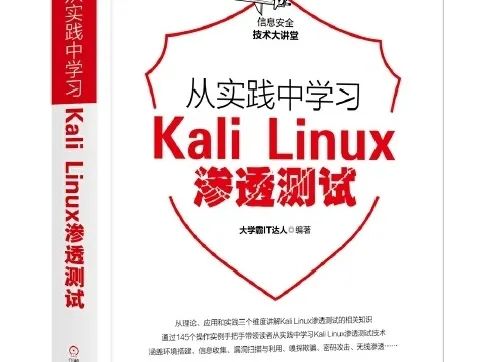 信息安全
技术大讲堂
从实践中学习
Kali Linux
渗透测试
大学霸IT达人 编著
从理论、应用和实践三个维度讲解Kali Linux渗透测试的相关知识
通过145个操作实例手把手带领读者从实践中学习Kali Linux渗透测试技术
涵盖环境搭建、信息收集、漏洞扫描与利用、嗅探欺骗、密码攻击、无线渗透……
从实践中学习
Kali Linux渗透测试